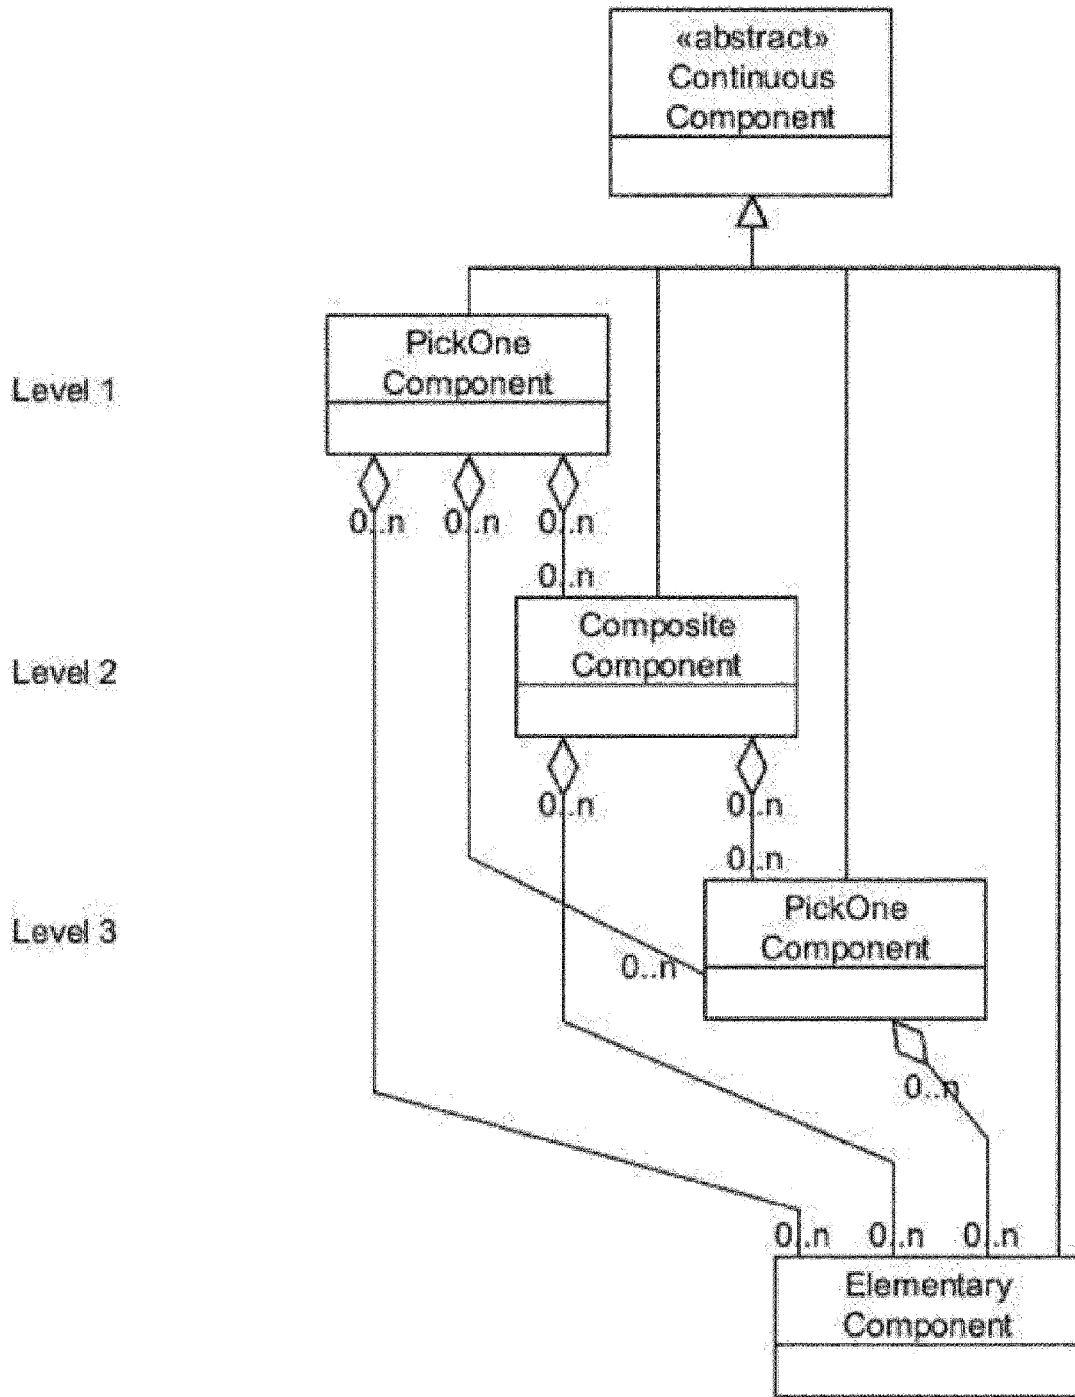 «abstract»
Continuous
Component
PickOne
Component
Level 1
0..n
0..n
0..n
0..n
Composite
Component
Level 2
0..n
0..n
0..n
PickOne
Component
Level 3
0..n
0..n
0..n
0..n
0..n
Elementary
Component